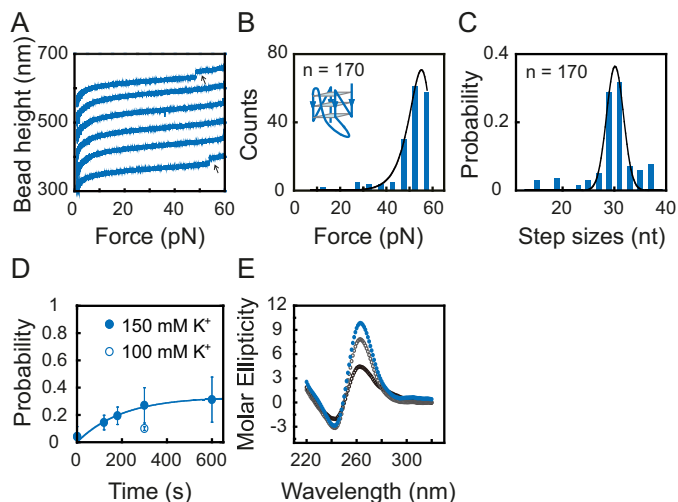 A
Bead height (nm)
700
500
300
0
20
40
60
Force (pN)
B
n = 170
Counts
80
40
0
0
20
40
60
Force (pN)
C
n = 170
Probability
0.4
0.2
0
20
30
40
Step sizes (nt)
D
Probability
1
0.8
0.6
0.4
0.2
0
150 mM K⁺
100 mM K⁺
0
200
400
600
Time (s)
E
Molar Ellipticity
12
9
6
3
0
-3
220
260
300
Wavelength (nm)